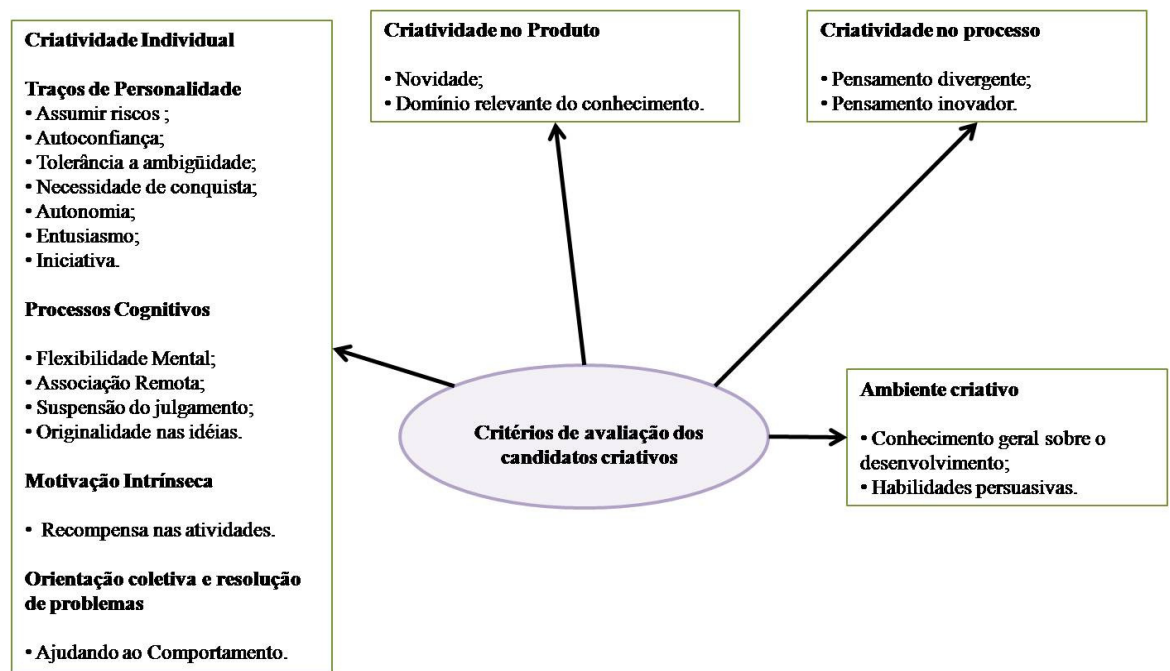 Criatividade Individual
Traços de Personalidade
• Assumir riscos ;
• Autoconfiança;
• Tolerância a ambigüidade;
• Necessidade de conquista;
• Autonomia;
• Entusiasmo;
• Iniciativa.
Processos Cognitivos
• Flexibilidade Mental;
• Associação Remota;
• Suspensão do julgamento;
• Originalidade nas idéias.
Motivação Intrínseca
• Recompensa nas atividades.
Orientação coletiva e resolução
de problemas
• Ajudando ao Comportamento.
Criatividade no Produto
• Novidade;
• Domínio relevante do conhecimento.
Criatividade no processo
• Pensamento divergente;
• Pensamento inovador.
Critérios de avaliação dos
candidatos criativos
Ambiente criativo
• Conhecimento geral sobre o
desenvolvimento;
• Habilidades persuasivas.